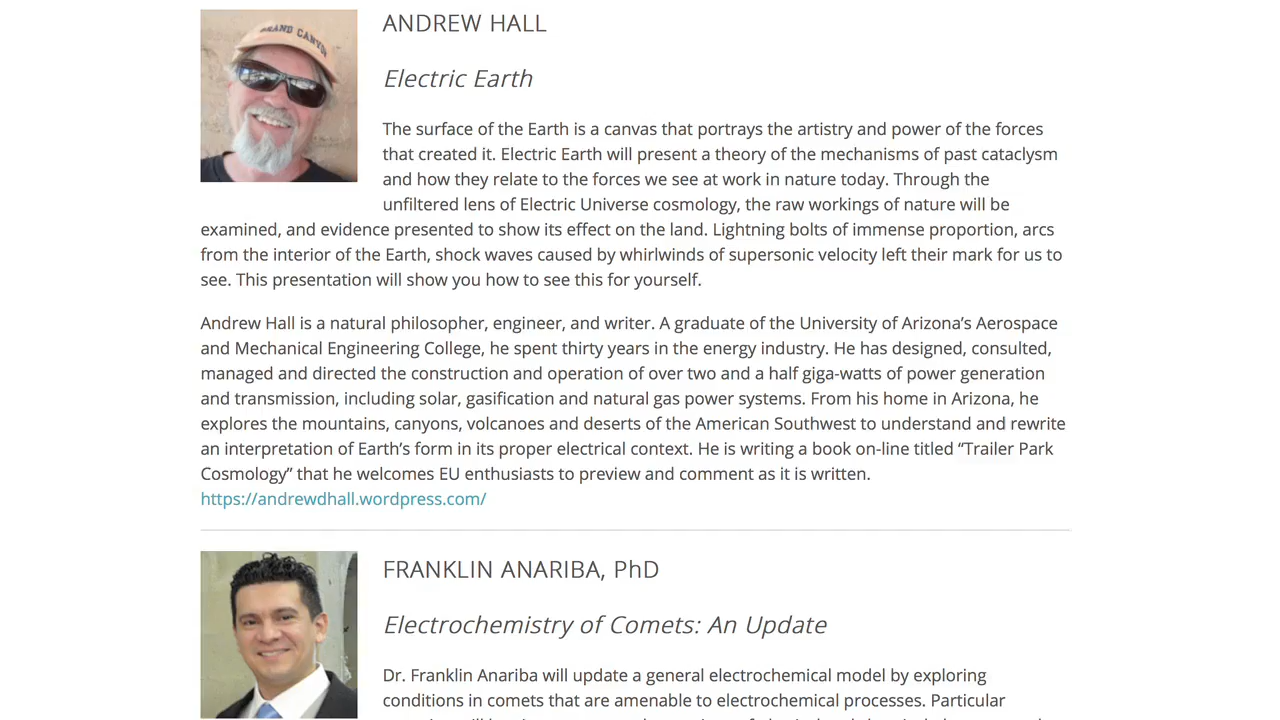 GRAND CANYON
ANDREW HALL
Electric Earth
The surface of the Earth is a canvas that portrays the artistry and power of the forces
that created it. Electric Earth will present a theory of the mechanisms of past cataclysm
and how they relate to the forces we see at work in nature today. Through the
unfiltered lens of Electric Universe cosmology, the raw workings of nature will be
examined, and evidence presented to show its effect on the land. Lightning bolts of immense proportion, arcs
from the interior of the Earth, shock waves caused by whirlwinds of supersonic velocity left their mark for us to
see. This presentation will show you how to see this for yourself.
Andrew Hall is a natural philosopher, engineer, and writer. A graduate of the University of Arizona’s Aerospace
and Mechanical Engineering College, he spent thirty years in the energy industry. He has designed, consulted,
managed and directed the construction and operation of over two and a half giga-watts of power generation
and transmission, including solar, gasification and natural gas power systems. From his home in Arizona, he
explores the mountains, canyons, volcanoes and deserts of the American Southwest to understand and rewrite
an interpretation of Earth’s form in its proper electrical context. He is writing a book on-line titled “Trailer Park
Cosmology” that he welcomes EU enthusiasts to preview and comment as it is written.
https://andrewdhall.wordpress.com/
FRANKLIN ANARIBA, PhD
Electrochemistry of Comets: An Update
Dr. Franklin Anariba will update a general electrochemical model by exploring
conditions in comets that are amenable to electrochemical processes. Particular